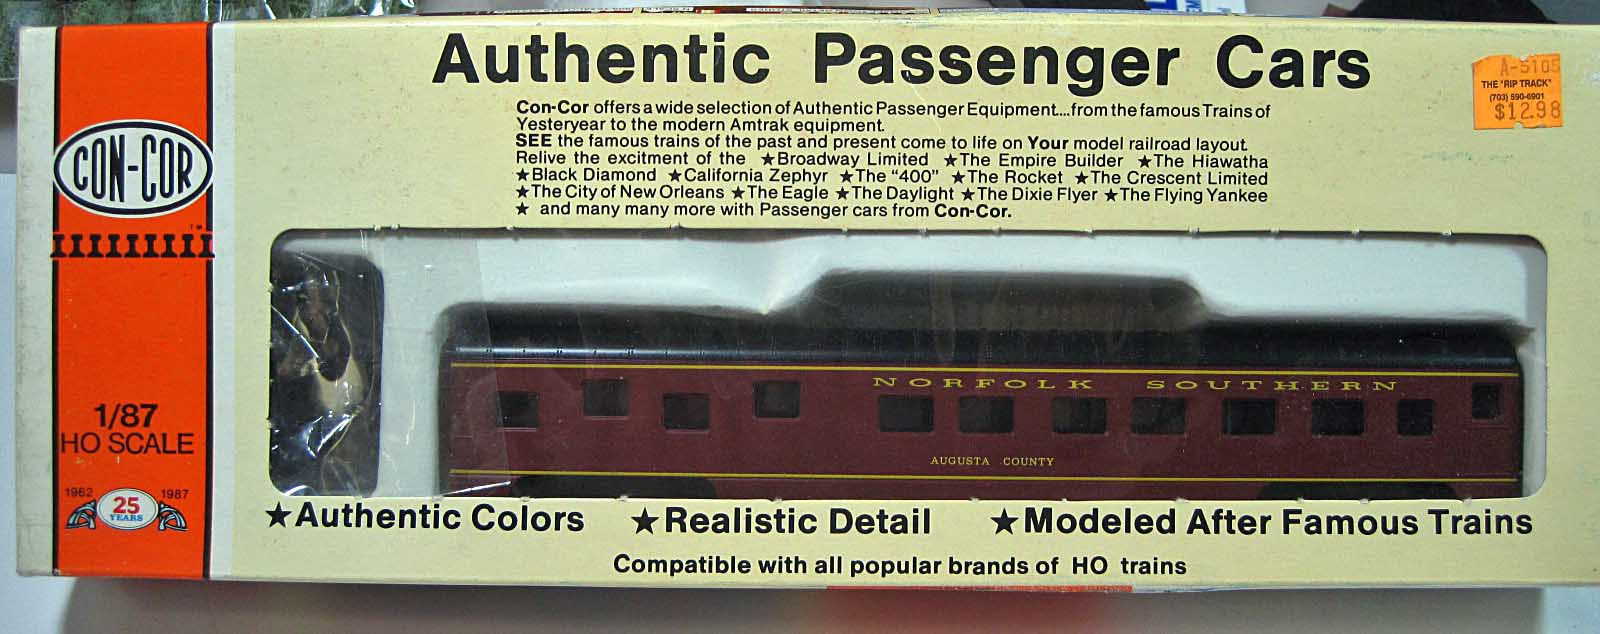 Authentic Passenger Cars
Con-Cor offers a wide selection of Authentic Passenger Equipment....from the famous Trains of
Yesteryear to the modern Amtrak equipment.
SEE the famous trains of the past and present come to life on Your model railroad layout.
Relive the excitment of the ★Broadway Limited ★The Empire Builder ★The Hiawatha
★Black Diamond ★California Zephyr ★The "400" ★The Rocket ★The Crescent Limited
★The City of New Orleans ★The Eagle ★The Daylight ★The Dixie Flyer ★The Flying Yankee
★ and many many more with Passenger cars from Con-Cor.
A-5105
THE "RIP TRACK"
(703) 690-6901
$12.98
CON-COR
TM
1/87
HO SCALE
1962 25 1987
YEARS
NORFOLK SOUTHERN
AUGUSTA COUNTY
★Authentic Colors ★Realistic Detail ★Modeled After Famous Trains
Compatible with all popular brands of HO trains